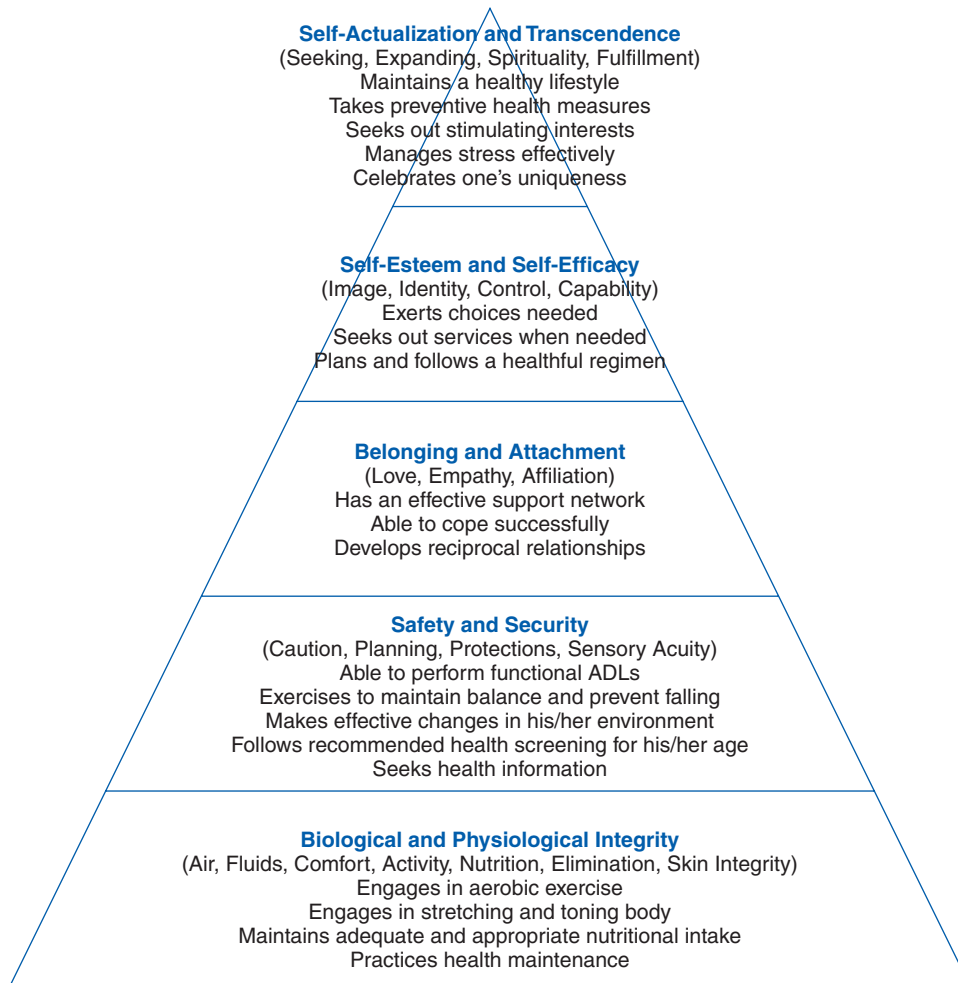 Self-Actualization and Transcendence
(Seeking, Expanding, Spirituality, Fulfillment)
Maintains a healthy lifestyle
Takes preventive health measures
Seeks out stimulating interests
Manages stress effectively
Celebrates one's uniqueness
Self-Esteem and Self-Efficacy
(Image, Identity, Control, Capability)
Exerts choices needed
Seeks out services when needed
Plans and follows a healthful regimen
Belonging and Attachment
(Love, Empathy, Affiliation)
Has an effective support network
Able to cope successfully
Develops reciprocal relationships
Safety and Security
(Caution, Planning, Protections, Sensory Acuity)
Able to perform functional ADLs
Exercises to maintain balance and prevent falling
Makes effective changes in his/her environment
Follows recommended health screening for his/her age
Seeks health information
Biological and Physiological Integrity
(Air, Fluids, Comfort, Activity, Nutrition, Elimination, Skin Integrity)
Engages in aerobic exercise
Engages in stretching and toning body
Maintains adequate and appropriate nutritional intake
Practices health maintenance